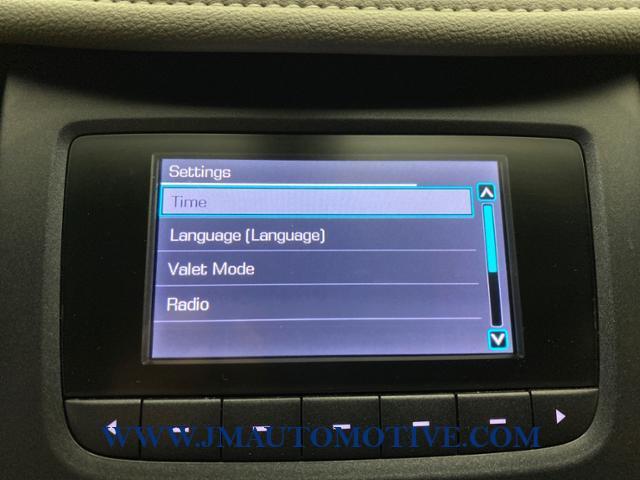 Settings
Time
Language (Language)
Valet Mode
Radio
WWW.JMAUTOMOTIVE.COM